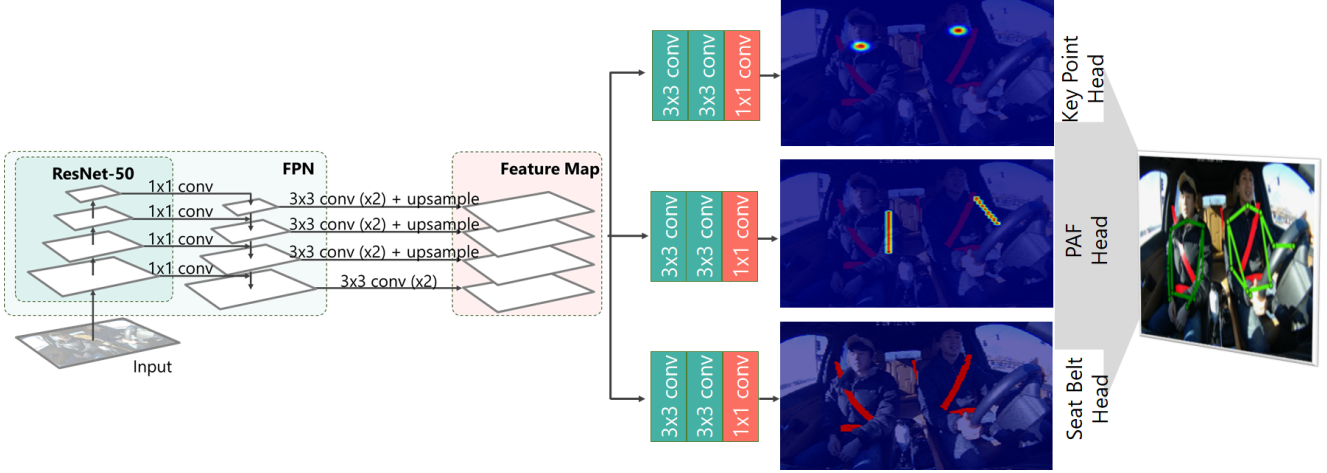 ResNet-50
FPN
Feature Map
1x1 conv
1x1 conv
1x1 conv
1x1 conv
3x3 conv (x2) + upsample
3x3 conv (x2) + upsample
3x3 conv (x2) + upsample
3x3 conv (x2)
Input
3x3 conv
3x3 conv
1x1 conv
3x3 conv
3x3 conv
1x1 conv
3x3 conv
3x3 conv
1x1 conv
Key Point
Head
PAF
Head
Seat Belt
Head